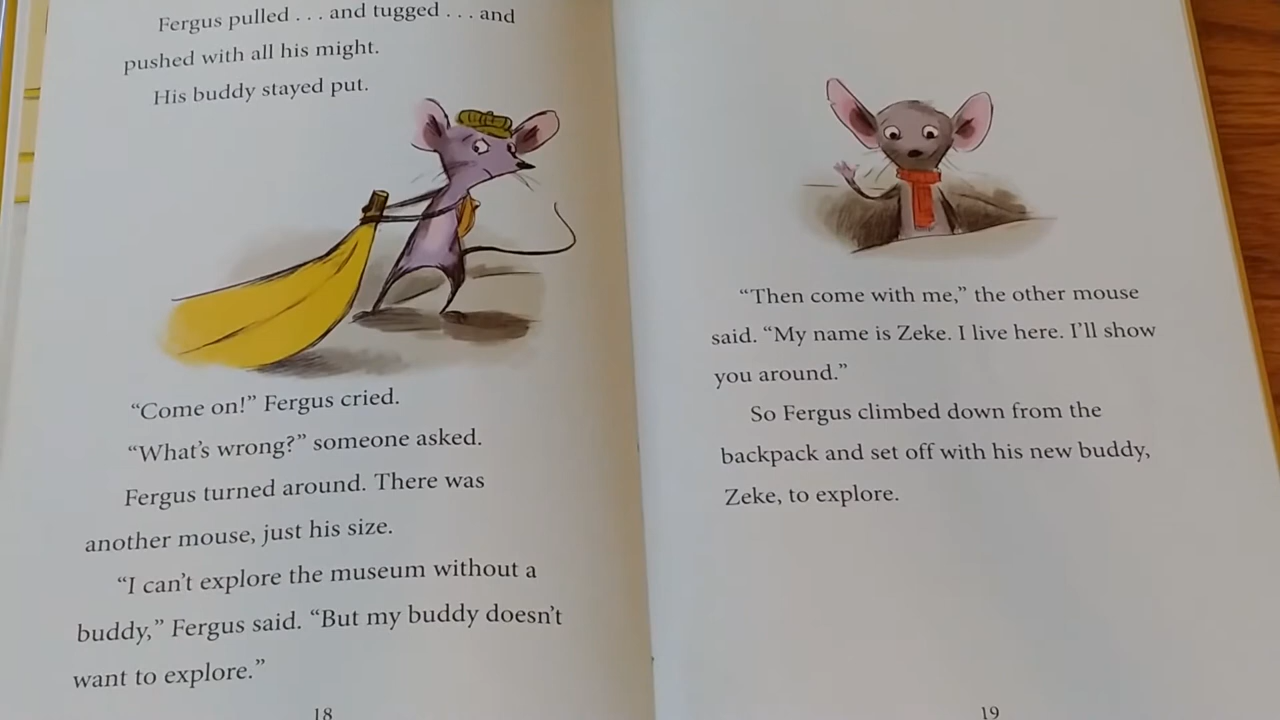 Fergus pulled . . . and tugged . . . and
pushed with all his might.
His buddy stayed put.
“Come on!” Fergus cried.
“What’s wrong?” someone asked.
Fergus turned around. There was
another mouse, just his size.
“I can’t explore the museum without a
buddy,” Fergus said. “But my buddy doesn’t
want to explore.”
18
“Then come with me,” the other mouse
said. “My name is Zeke. I live here. I’ll show
you around.”
So Fergus climbed down from the
backpack and set off with his new buddy,
Zeke, to explore.
19